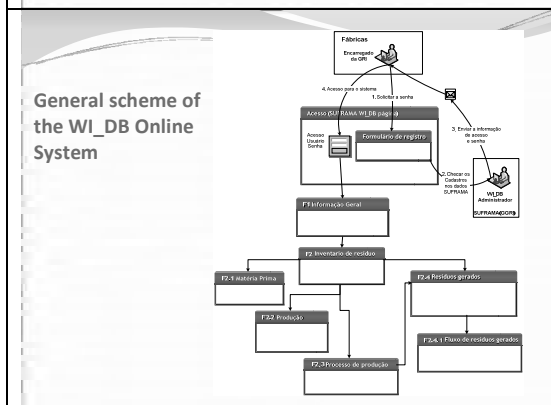 General scheme of
the WI_DB Online
System
Fábricas
Encarregado
da GRI
4. Acesso para o sistema
1. Solicitar a senha
3. Enviar a informação
de acesso
e senha
Acesso (SUFRAMA WI_DB página)
Acesso
Usuário
Senha
Formulário de registro
2. Checar os
Cadastros
nos dados
SUFRAMA
WI_DB
Administrador
SUFRAMA(CGRI)
F1 Informação Geral
F2 Inventario de resíduo
F2-1 Matéria Prima
F2-4 Resíduos gerados
F2-2 Produção
F2-4.1 Fluxo de resíduos gerados
F2.3 Processo de produção